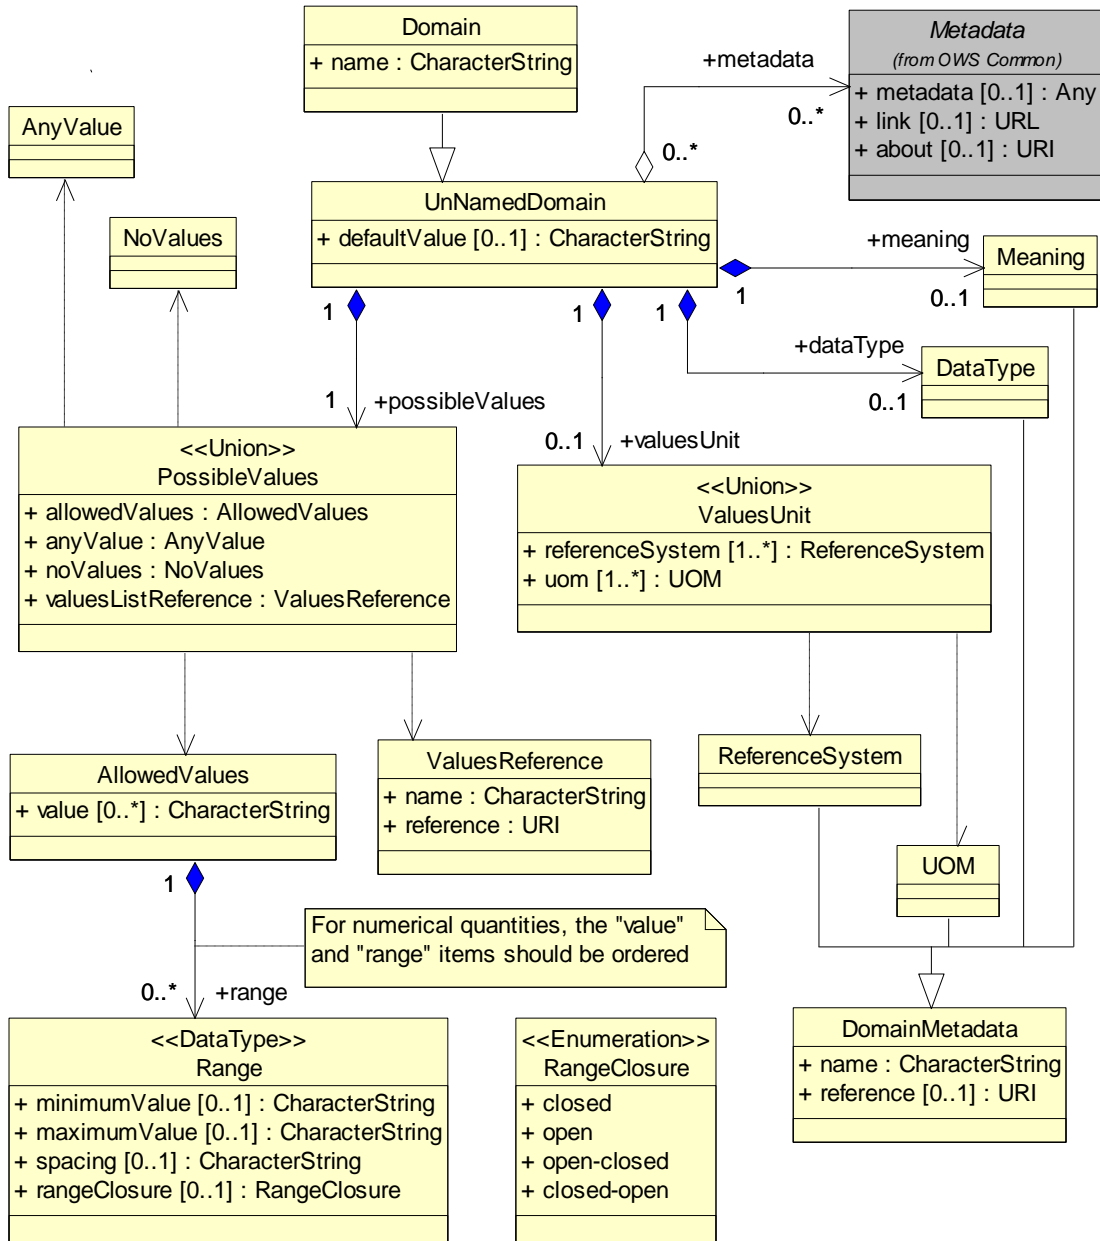 Domain
+ name : CharacterString
Metadata
(from OWS Common)
+ metadata [0..1] : Any
+ link [0..1] : URL
+ about [0..1] : URI
+metadata
0..*
0..*
AnyValue
NoValues
UnNamedDomain
+ defaultValue [0..1] : CharacterString
+meaning
1
0..1
Meaning
1
1
1
+dataType
0..1
DataType
1
+possibleValues
0..1
+valuesUnit
<<Union>>
PossibleValues
+ allowedValues : AllowedValues
+ anyValue : AnyValue
+ noValues : NoValues
+ valuesListReference : ValuesReference
<<Union>>
ValuesUnit
+ referenceSystem [1..*] : ReferenceSystem
+ uom [1..*] : UOM
AllowedValues
+ value [0..*] : CharacterString
ValuesReference
+ name : CharacterString
+ reference : URI
ReferenceSystem
UOM
1
For numerical quantities, the "value"
and "range" items should be ordered
0..*
+range
<<DataType>>
Range
+ minimumValue [0..1] : CharacterString
+ maximumValue [0..1] : CharacterString
+ spacing [0..1] : CharacterString
+ rangeClosure [0..1] : RangeClosure
<<Enumeration>>
RangeClosure
+ closed
+ open
+ open-closed
+ closed-open
DomainMetadata
+ name : CharacterString
+ reference [0..1] : URI